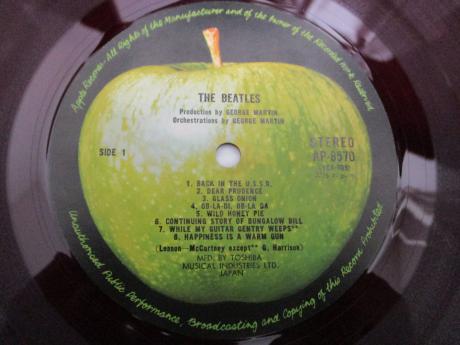 Apple Records · All Rights of the Manufacturer and of the Owner of the Recorded Work Reserved
THE BEATLES
Production by GEORGE MARTIN
Orchestrations by GEORGE MARTIN
SIDE 1
STEREO
AP-8570
1. BACK IN THE U.S.S.R.
2. DEAR PRUDENCE
3. GLASS ONION
4. OB-LA-DI, OB-LA DA
5. WILD HONEY PIE
6. CONTINUING STORY OF BUNGALOW BILL
7. WHILE MY GUITAR GENTRY WEEPS**
8. HAPPINESS IS A WARM GUN
(Lennon—McCartney except** G. Harrison)
MFD. BY TOSHIBA
MUSICAL INDUSTRIES LTD.
JAPAN
Unauthorised Public Performance, Broadcasting and Copying of this Record Prohibited